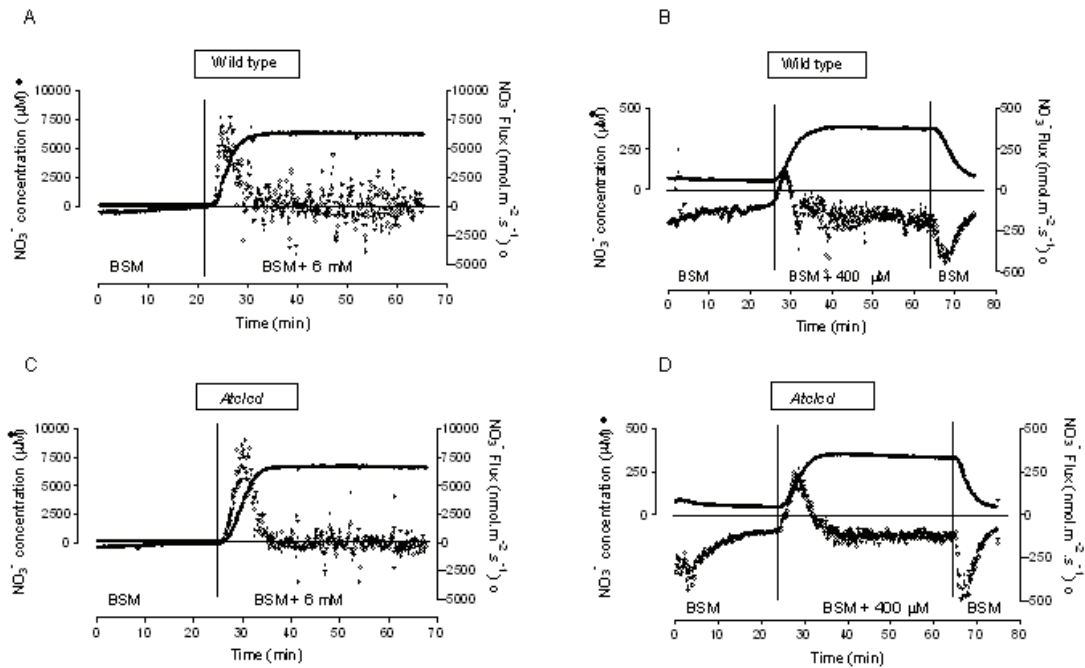 A
Wild type
NO₃⁻ concentration (µM) ●
10000
7500
5000
2500
0
10000
7500
5000
2500
0
-2500
-5000
NO₃⁻ Flux (nmol.m⁻².s⁻¹) o
BSM
BSM + 6 mM
0 10 20 30 40 50 60 70
Time (min)
B
Wild type
NO₃⁻ concentration (µM) ●
500
250
0
500
250
0
-250
-500
NO₃⁻ Flux (nmol.m⁻².s⁻¹) o
BSM
BSM + 400 µM
BSM
0 10 20 30 40 50 60 70 80
Time (min)
C
Atclcd
NO₃⁻ concentration (µM) ●
10000
7500
5000
2500
0
10000
7500
5000
2500
0
-2500
-5000
NO₃⁻ Flux (nmol.m⁻².s⁻¹) o
BSM
BSM + 6 mM
0 10 20 30 40 50 60 70
Time (min)
D
Atclcd
NO₃⁻ concentration (µM) ●
500
250
0
500
250
0
-250
-500
NO₃⁻ Flux (nmol.m⁻².s⁻¹) o
BSM
BSM + 400 µM
BSM
0 10 20 30 40 50 60 70 80
Time (min)